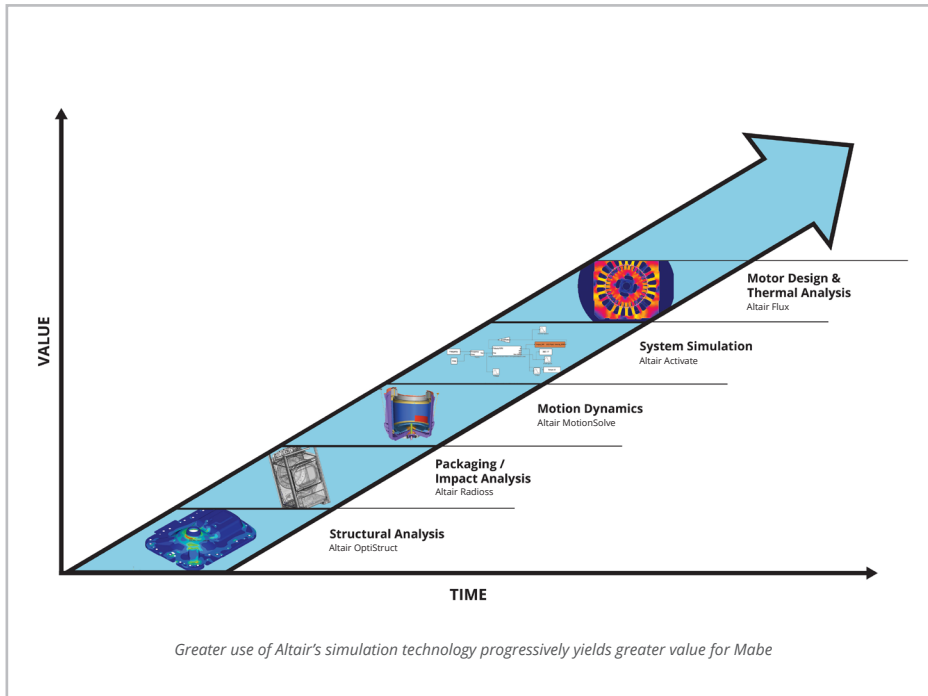 VALUE
Motor Design &
Thermal Analysis
Altair Flux
System Simulation
Altair Activate
Motion Dynamics
Altair MotionSolve
Packaging /
Impact Analysis
Altair Radioss
Structural Analysis
Altair OptiStruct
TIME
Greater use of Altair’s simulation technology progressively yields greater value for Mabe